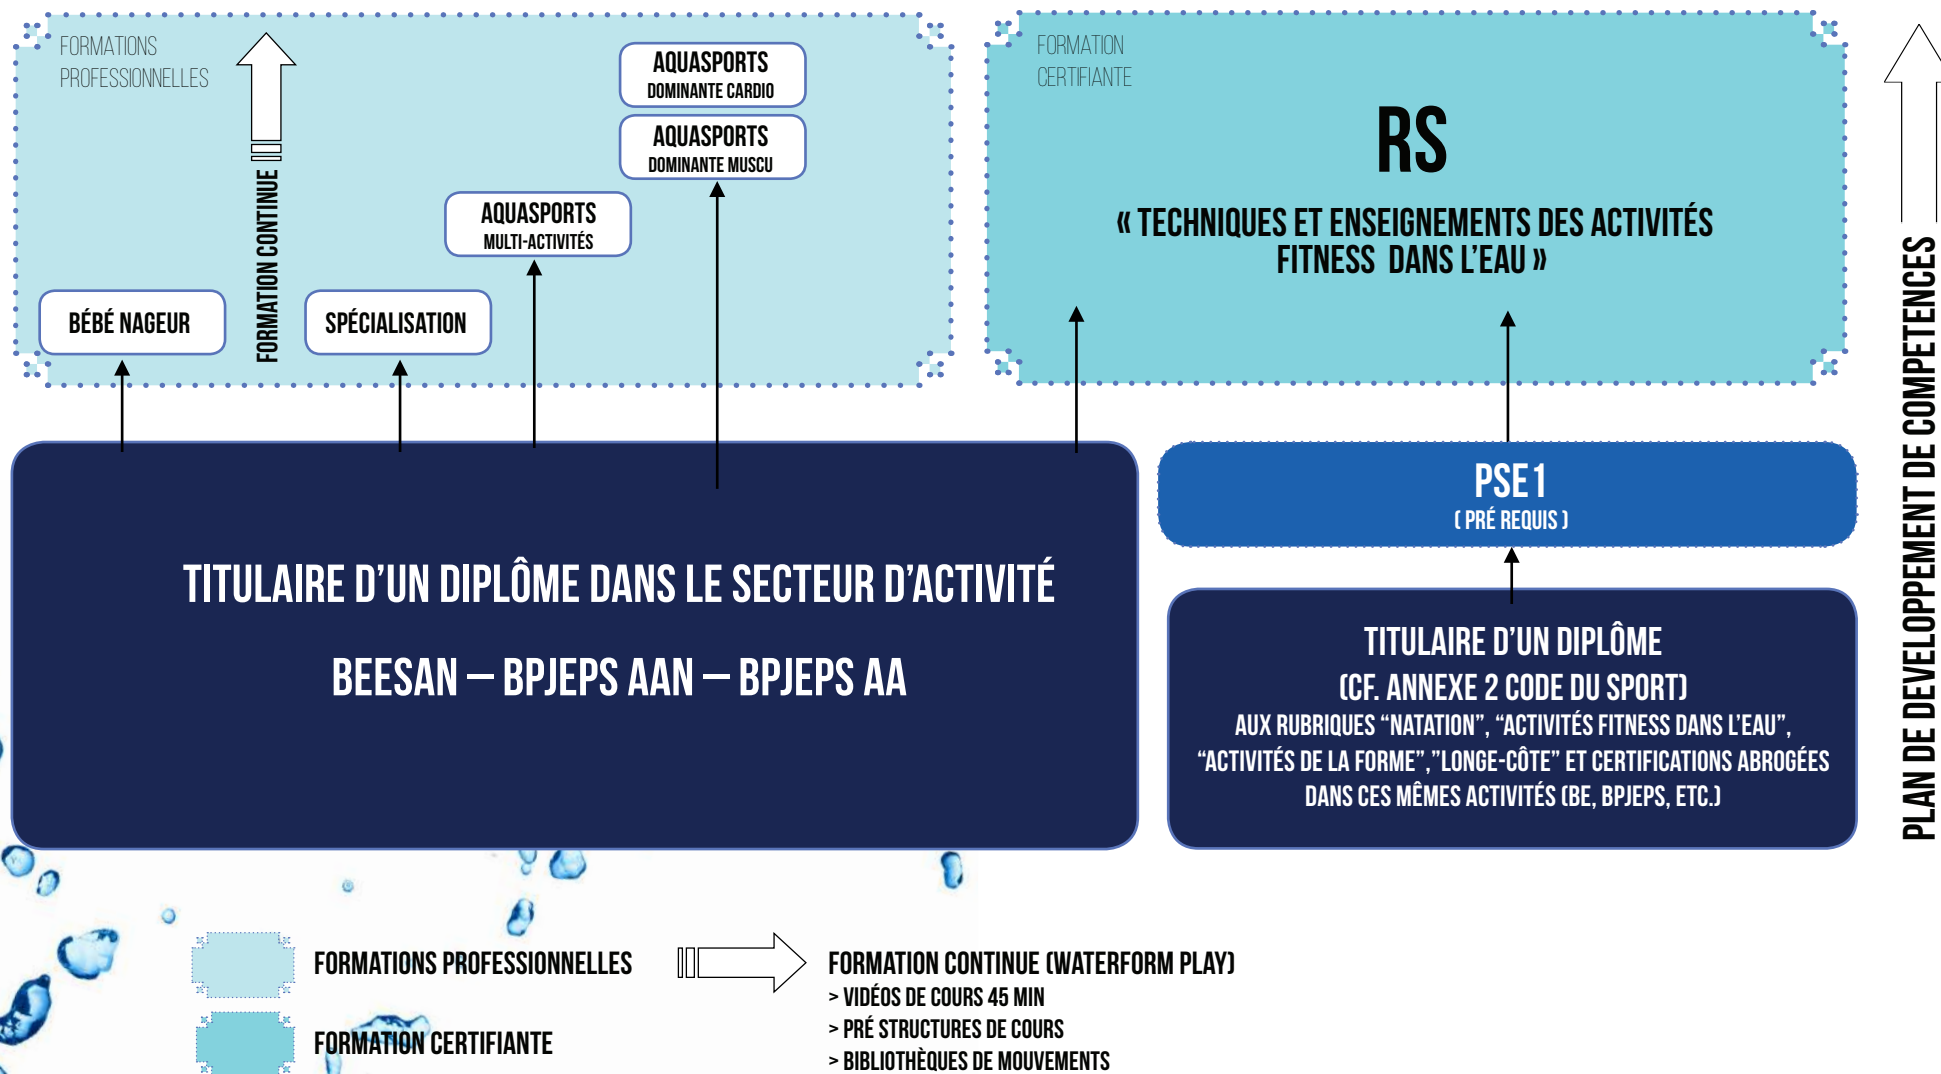 FORMATIONS
PROFESSIONNELLES
FORMATION CONTINUE
AQUASPORTS
DOMINANTE CARDIO
AQUASPORTS
DOMINANTE MUSCU
AQUASPORTS
MULTI-ACTIVITÉS
BÉBÉ NAGEUR
SPÉCIALISATION
FORMATION
CERTIFIANTE
RS
« TECHNIQUES ET ENSEIGNEMENTS DES ACTIVITÉS
FITNESS DANS L’EAU »
PLAN DE DEVELOPPEMENT DE COMPETENCES
TITULAIRE D’UN DIPLÔME DANS LE SECTEUR D’ACTIVITÉ
BEESAN – BPJEPS AAN – BPJEPS AA
PSE1
( PRÉ REQUIS )
TITULAIRE D’UN DIPLÔME
(CF. ANNEXE 2 CODE DU SPORT)
AUX RUBRIQUES “NATATION”, “ACTIVITÉS FITNESS DANS L’EAU”,
“ACTIVITÉS DE LA FORME”,”LONGE-CÔTE” ET CERTIFICATIONS ABROGÉES
DANS CES MÊMES ACTIVITÉS (BE, BPJEPS, ETC.)
FORMATIONS PROFESSIONNELLES
FORMATION CERTIFIANTE
FORMATION CONTINUE (WATERFORM PLAY)
> VIDÉOS DE COURS 45 MIN
> PRÉ STRUCTURES DE COURS
> BIBLIOTHÈQUES DE MOUVEMENTS